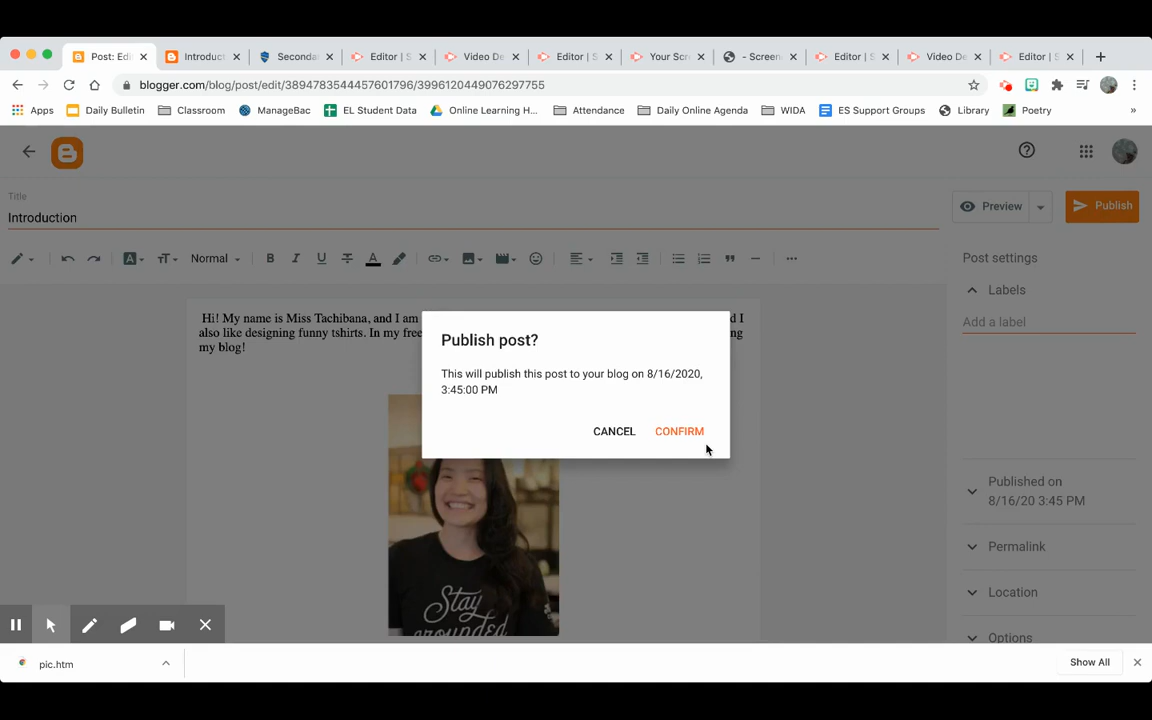 Post: Edi
Introduct
Secondar
Editor | S
Video De
Editor | S
Your Scre
- Screen
Editor | S
Video De
Editor | S
blogger.com/blog/post/edit/3894783544457601796/3996120449076297755
Apps Daily Bulletin Classroom ManageBac EL Student Data Online Learning H... Attendance Daily Online Agenda WIDA ES Support Groups Library Poetry »
Title
Introduction
Preview
Publish
Normal
Post settings
Labels
Add a label
Hi! My name is Miss Tachibana, and I am
d I
also like designing funny tshirts. In my free
ng
my blog!
Publish post?
This will publish this post to your blog on 8/16/2020,
3:45:00 PM
CANCEL CONFIRM
Stay
grounded
Published on
8/16/20 3:45 PM
Permalink
Location
Options
pic.htm
Show All